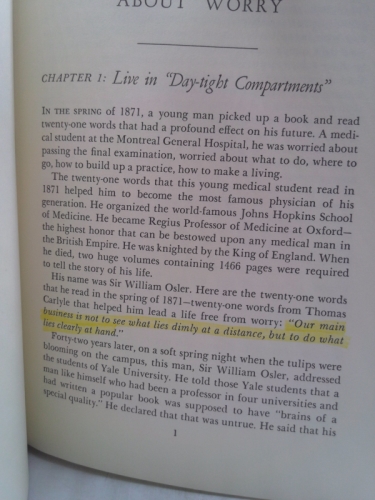 ABOUT WORRY
CHAPTER 1: Live in "Day-tight Compartments"
IN THE SPRING of 1871, a young man picked up a book and read
twenty-one words that had a profound effect on his future. A medi-
cal student at the Montreal General Hospital, he was worried about
passing the final examination, worried about what to do, where to
go, how to build up a practice, how to make a living.
The twenty-one words that this young medical student read in
1871 helped him to become the most famous physician of his
generation. He organized the world-famous Johns Hopkins School
of Medicine. He became Regius Professor of Medicine at Oxford—
the highest honor that can be bestowed upon any medical man in
the British Empire. He was knighted by the King of England. When
he died, two huge volumes containing 1466 pages were required
to tell the story of his life.
His name was Sir William Osler. Here are the twenty-one words
that he read in the spring of 1871—twenty-one words from Thomas
Carlyle that helped him lead a life free from worry: "Our main
business is not to see what lies dimly at a distance, but to do what
lies clearly at hand."
Forty-two years later, on a soft spring night when the tulips were
blooming on the campus, this man, Sir William Osler, addressed
the students of Yale University. He told those Yale students that a
man like himself who had been a professor in four universities and
had written a popular book was supposed to have "brains of a
special quality." He declared that that was untrue. He said that his
1